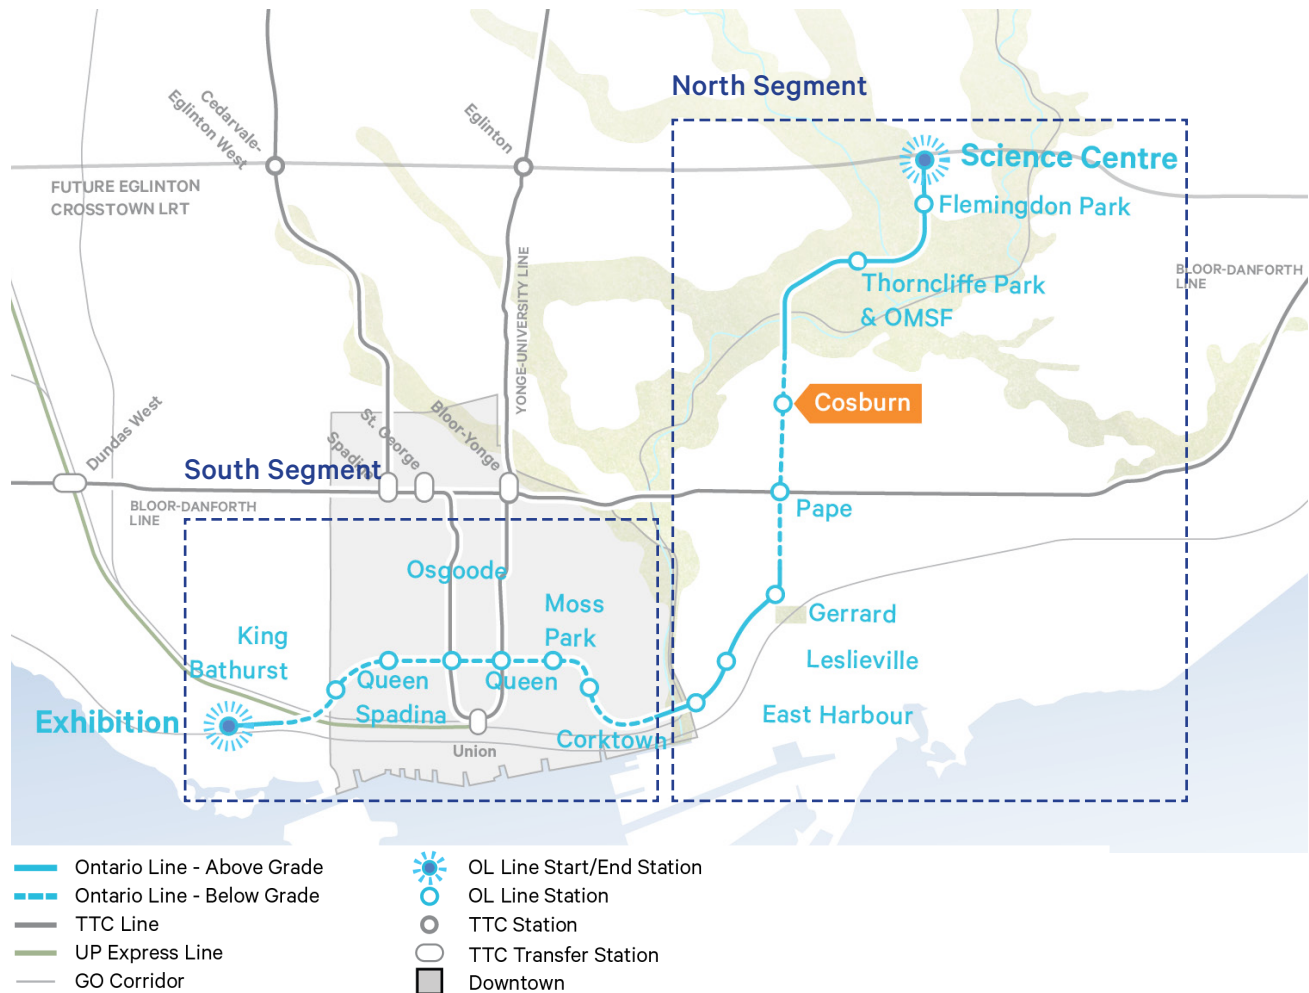 North Segment
Cedarvale-
Eglinton West
Eglinton
Science Centre
FUTURE EGLINTON
CROSSTOWN LRT
Flemingdon Park
YONGE-UNIVERSITY LINE
BLOOR-DANFORTH
LINE
Thorncliffe Park
& OMSF
Cosburn
Dundas West
Spadina
St. George
Bloor-Yonge
South Segment
BLOOR-DANFORTH
LINE
Pape
Osgoode
Moss
Park
Gerrard
King
Bathurst
Leslieville
Queen
Spadina
Queen
Exhibition
East Harbour
Corktown
Union
Ontario Line - Above Grade
Ontario Line - Below Grade
TTC Line
UP Express Line
GO Corridor
OL Line Start/End Station
OL Line Station
TTC Station
TTC Transfer Station
Downtown